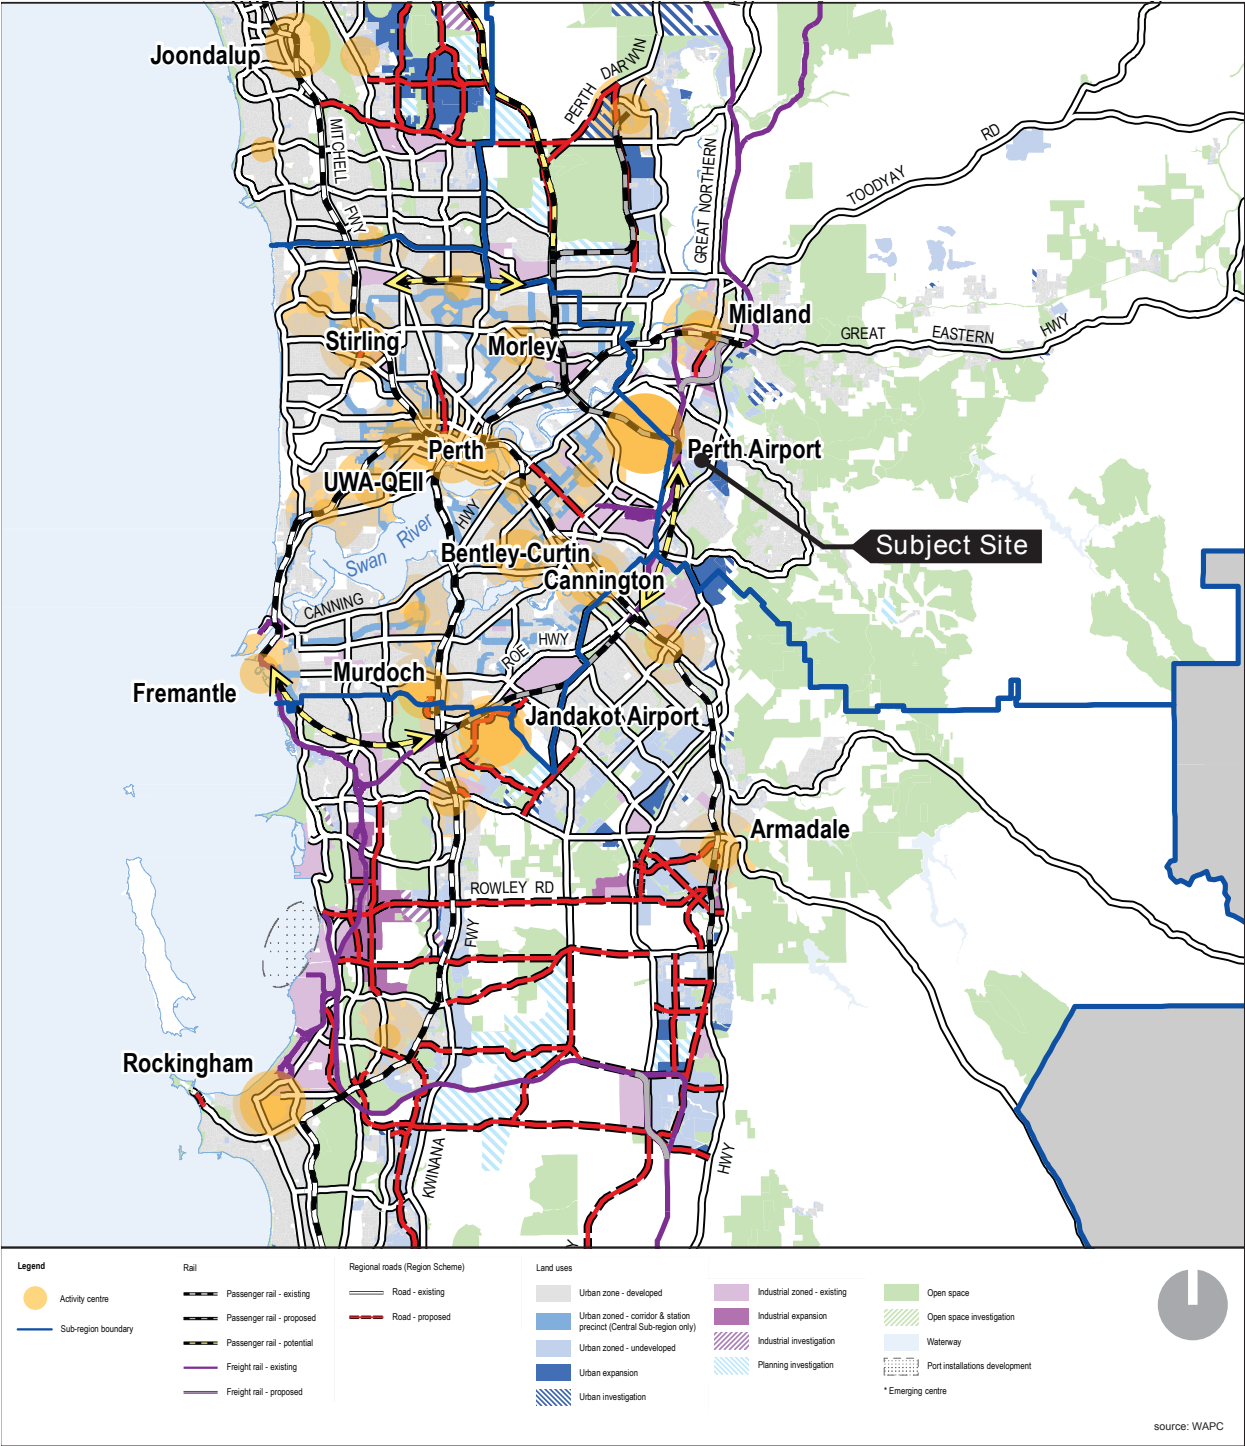 Joondalup
PERTH DARWIN
MITCHELL
FWY
GREAT NORTHERN
TOODYAY
RD
Midland
GREAT
EASTERN
HWY
Stirling
Morley
Perth
Perth Airport
UWA-QEII
HWY
Swan River
Subject Site
Bentley-Curtin
Cannington
CANNING
ROE HWY
Murdoch
Fremantle
Jandakot Airport
Armadale
ROWLEY RD
FWY
Rockingham
KWINANA
HWY
Y
Legend
Activity centre
Sub-region boundary
Rail
Passenger rail - existing
Passenger rail - proposed
Passenger rail - potential
Freight rail - existing
Freight rail - proposed
Regional roads (Region Scheme)
Road - existing
Road - proposed
Land uses
Urban zone - developed
Urban zoned - corridor & station
precinct (Central Sub-region only)
Urban zoned - undeveloped
Urban expansion
Urban investigation
Industrial zoned - existing
Industrial expansion
Industrial investigation
Planning investigation
Open space
Open space investigation
Waterway
Port installations development
* Emerging centre
source: WAPC